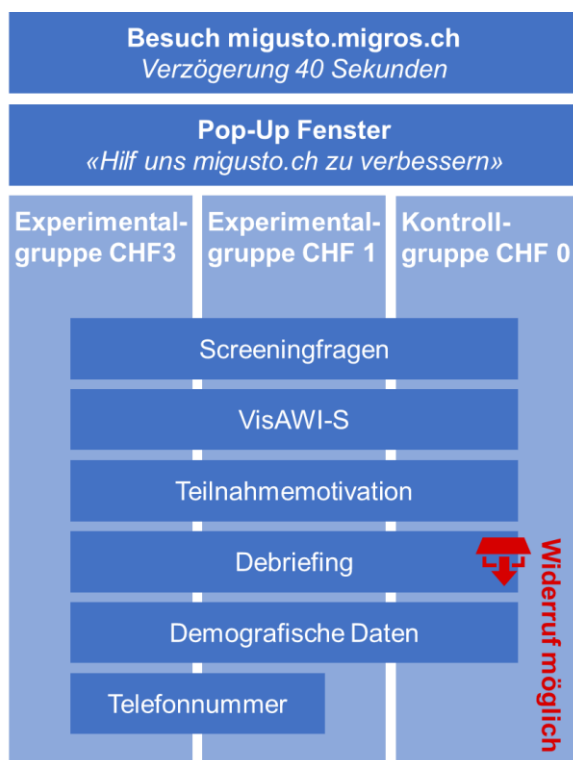 Besuch migusto.migros.ch
Verzögerung 40 Sekunden
Pop-Up Fenster
«Hilf uns migusto.ch zu verbessern»
Experimental-
gruppe CHF3
Experimental-
gruppe CHF 1
Kontroll-
gruppe CHF 0
Screeningfragen
VisAWI-S
Teilnahmemotivation
Debriefing
Widerruf möglich
Demografische Daten
Telefonnummer